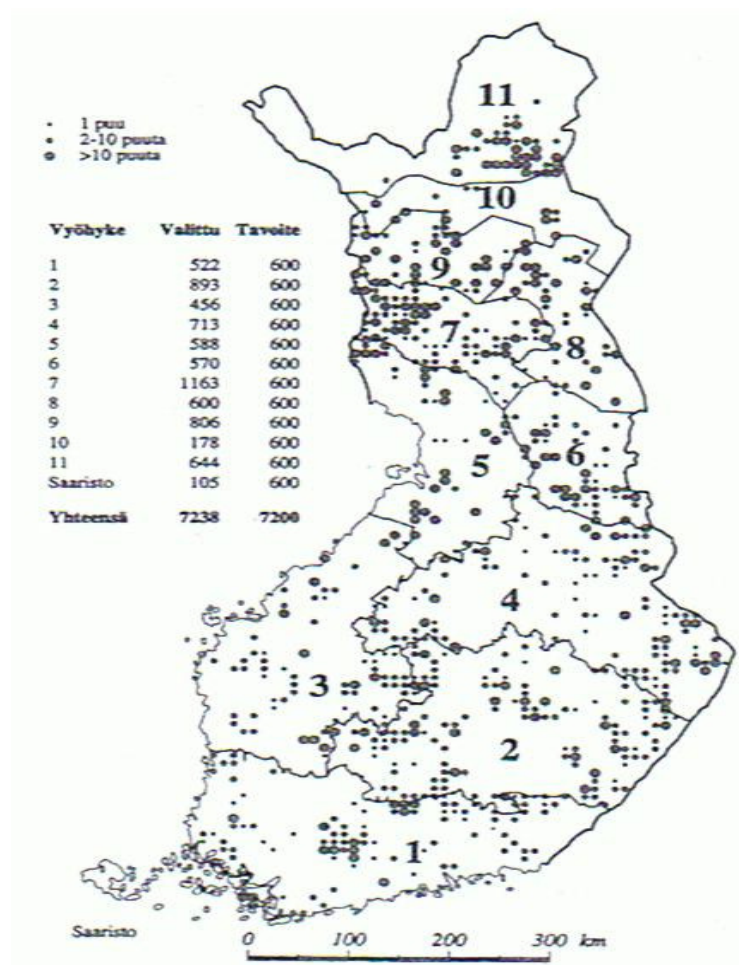 1 puu
2-10 puuta
>10 puuta
Vyöhyke Valittu Tavoite
1 522 600
2 893 600
3 456 600
4 713 600
5 588 600
6 570 600
7 1163 600
8 600 600
9 806 600
10 178 600
11 644 600
Saaristo 105 600
Yhteensä 7238 7200
11
10
9
7
8
6
5
4
3
2
1
Saaristo
0 100 200 300 km